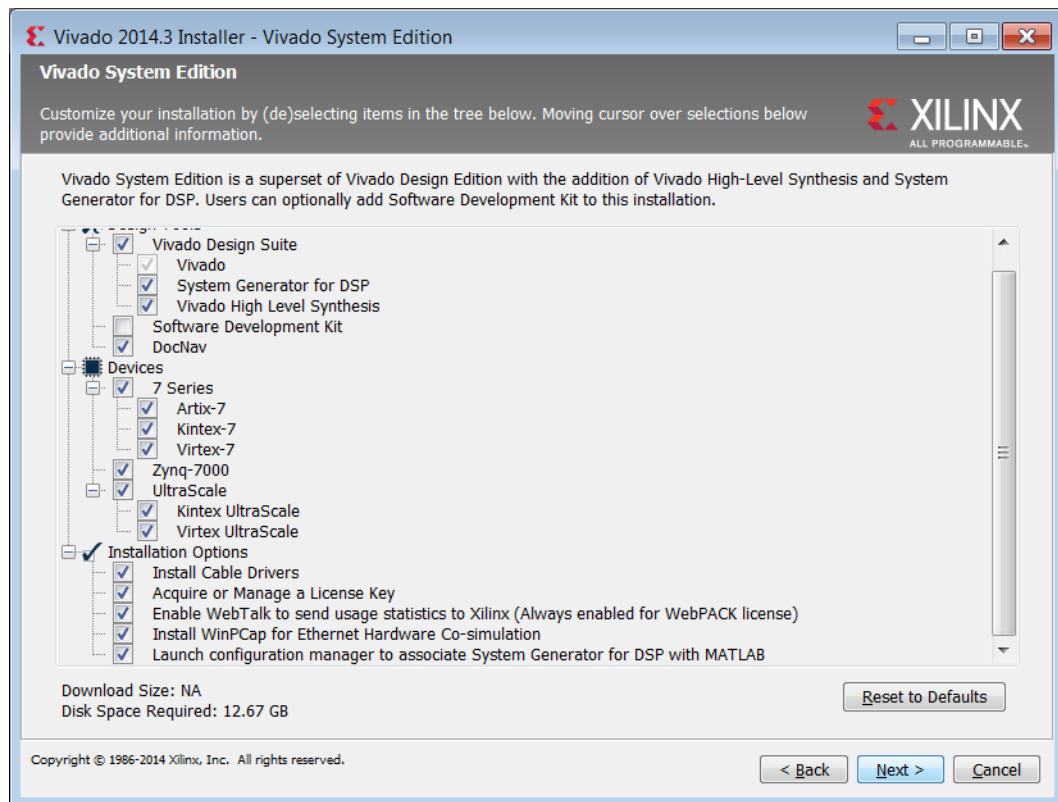 Vivado 2014.3 Installer - Vivado System Edition
Vivado System Edition
Customize your installation by (de)selecting items in the tree below. Moving cursor over selections below
provide additional information.
XILINX
ALL PROGRAMMABLE™
Vivado System Edition is a superset of Vivado Design Edition with the addition of Vivado High-Level Synthesis and System
Generator for DSP. Users can optionally add Software Development Kit to this installation.
Design Tools
Vivado Design Suite
Vivado
System Generator for DSP
Vivado High Level Synthesis
Software Development Kit
DocNav
Devices
7 Series
Artix-7
Kintex-7
Virtex-7
Zynq-7000
UltraScale
Kintex UltraScale
Virtex UltraScale
Installation Options
Install Cable Drivers
Acquire or Manage a License Key
Enable WebTalk to send usage statistics to Xilinx (Always enabled for WebPACK license)
Install WinPCap for Ethernet Hardware Co-simulation
Launch configuration manager to associate System Generator for DSP with MATLAB
Download Size: NA
Disk Space Required: 12.67 GB
Reset to Defaults
Copyright © 1986-2014 Xilinx, Inc. All rights reserved.
< Back
Next >
Cancel